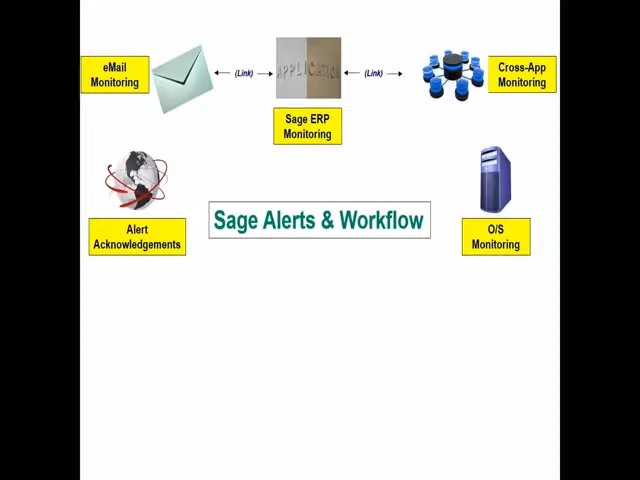 eMail
Monitoring
(Link)
APPLICATION
(Link)
Cross-App
Monitoring
Sage ERP
Monitoring
Alert
Acknowledgements
Sage Alerts & Workflow
O/S
Monitoring